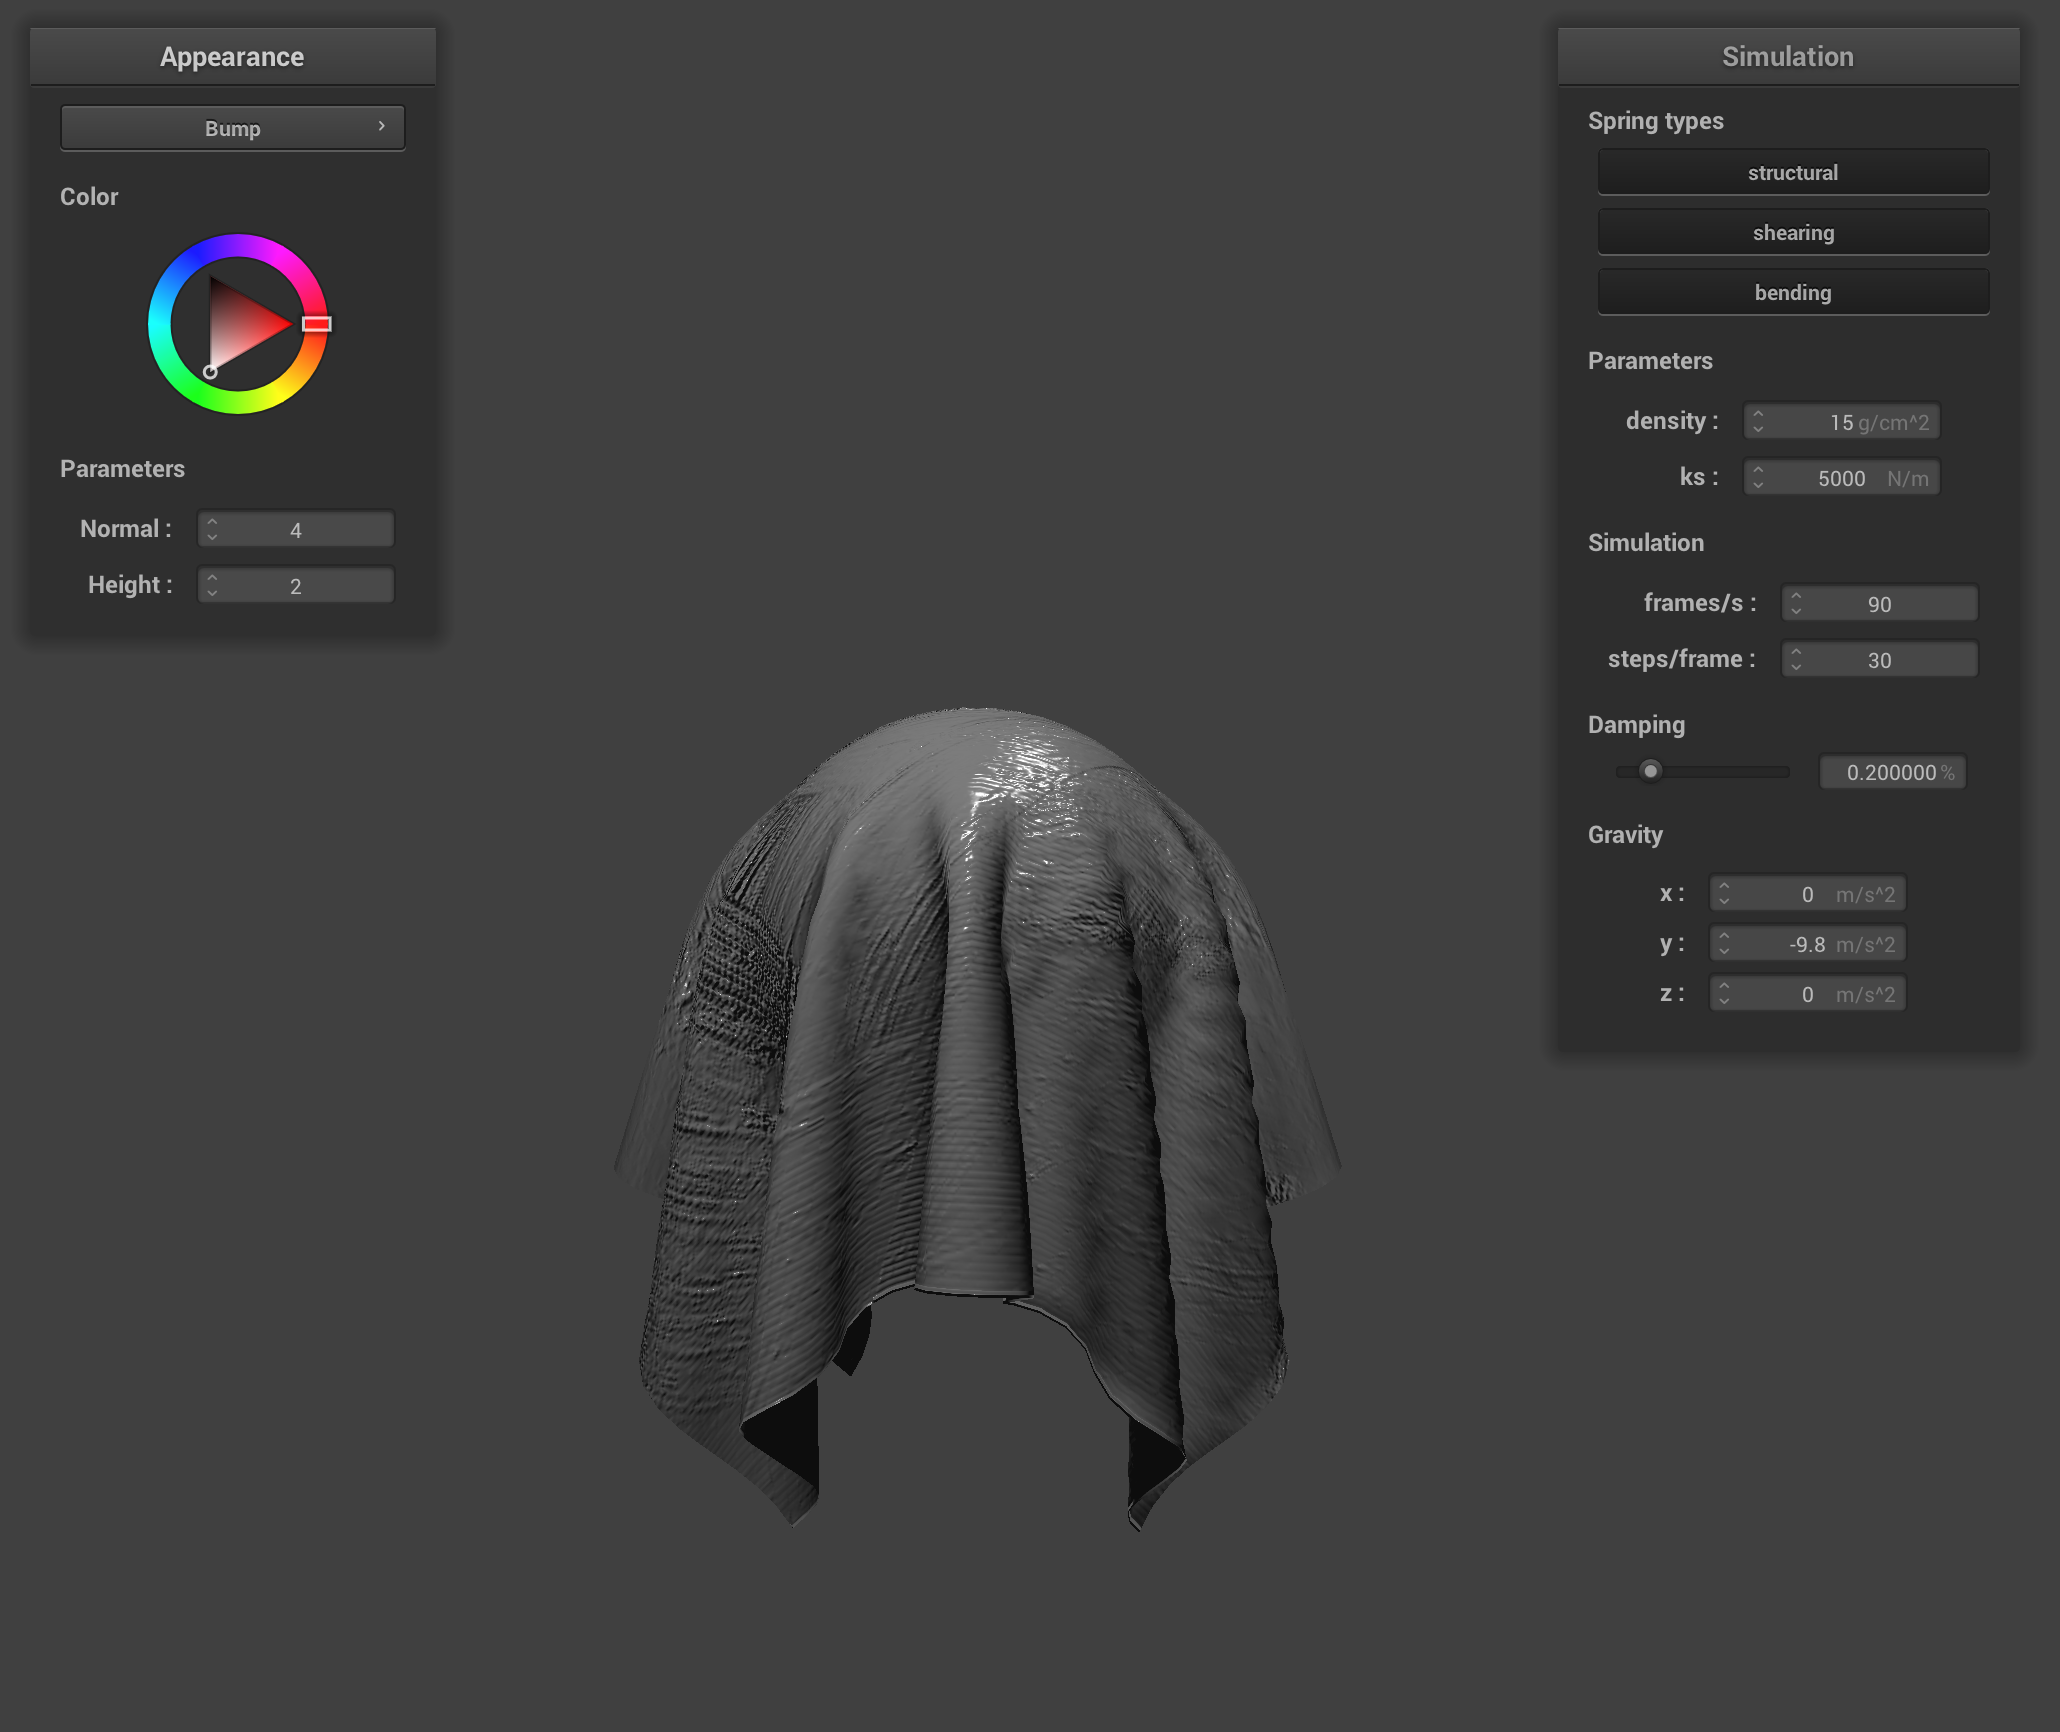 Appearance
Bump
Color
Parameters
Normal : 4
Height : 2
Simulation
Spring types
structural
shearing
bending
Parameters
density : 15 g/cm^2
ks : 5000 N/m
Simulation
frames/s : 90
steps/frame : 30
Damping
0.200000 %
Gravity
x : 0 m/s^2
y : -9.8 m/s^2
z : 0 m/s^2